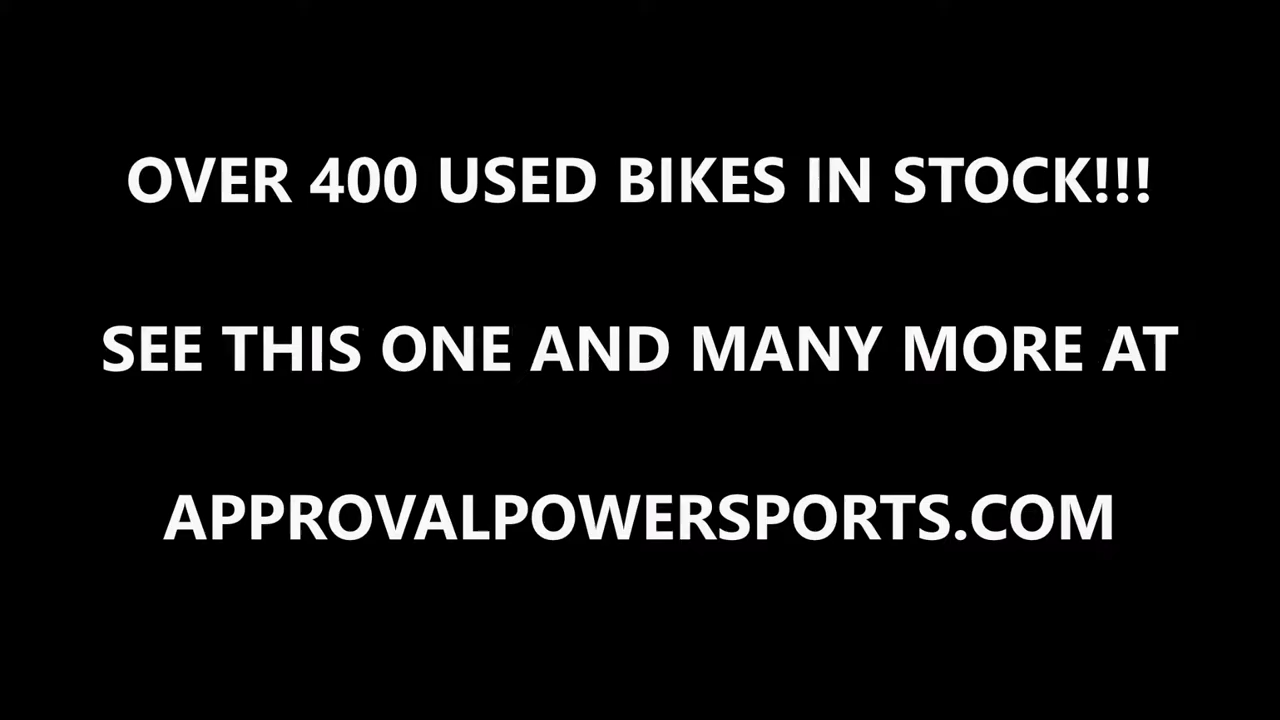 OVER 400 USED BIKES IN STOCK!!!
SEE THIS ONE AND MANY MORE AT
APPROVALPOWERSPORTS.COM